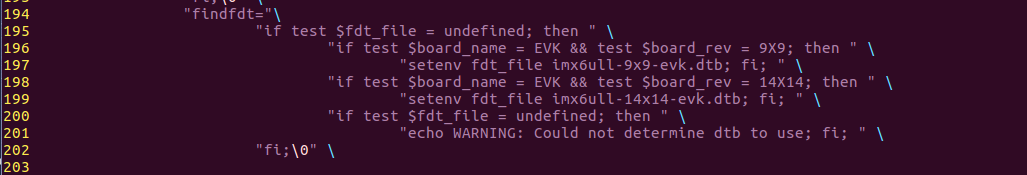 194 "findfdt="\
195 "if test $fdt_file = undefined; then " \
196 "if test $board_name = EVK && test $board_rev = 9X9; then " \
197 "setenv fdt_file imx6ull-9x9-evk.dtb; fi; " \
198 "if test $board_name = EVK && test $board_rev = 14X14; then " \
199 "setenv fdt_file imx6ull-14x14-evk.dtb; fi; " \
200 "if test $fdt_file = undefined; then " \
201 "echo WARNING: Could not determine dtb to use; fi; " \
202 "fi;\0" \
203